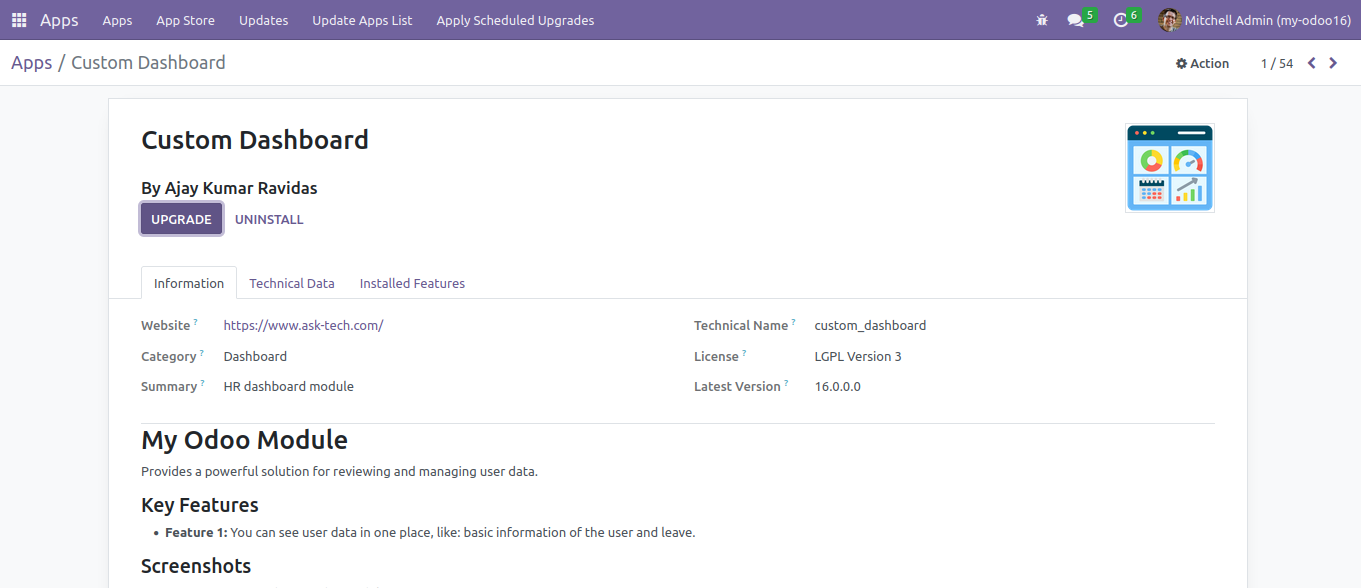 Apps Apps App Store Updates Update Apps List Apply Scheduled Upgrades 5 6 Mitchell Admin (my-odoo16)
Apps / Custom Dashboard Action 1 / 54
Custom Dashboard
By Ajay Kumar Ravidas
UPGRADE UNINSTALL
Information Technical Data Installed Features
Website ? https://www.ask-tech.com/ Technical Name ? custom_dashboard
Category ? Dashboard License ? LGPL Version 3
Summary ? HR dashboard module Latest Version ? 16.0.0.0
My Odoo Module
Provides a powerful solution for reviewing and managing user data.
Key Features
• Feature 1: You can see user data in one place, like: basic information of the user and leave.
Screenshots